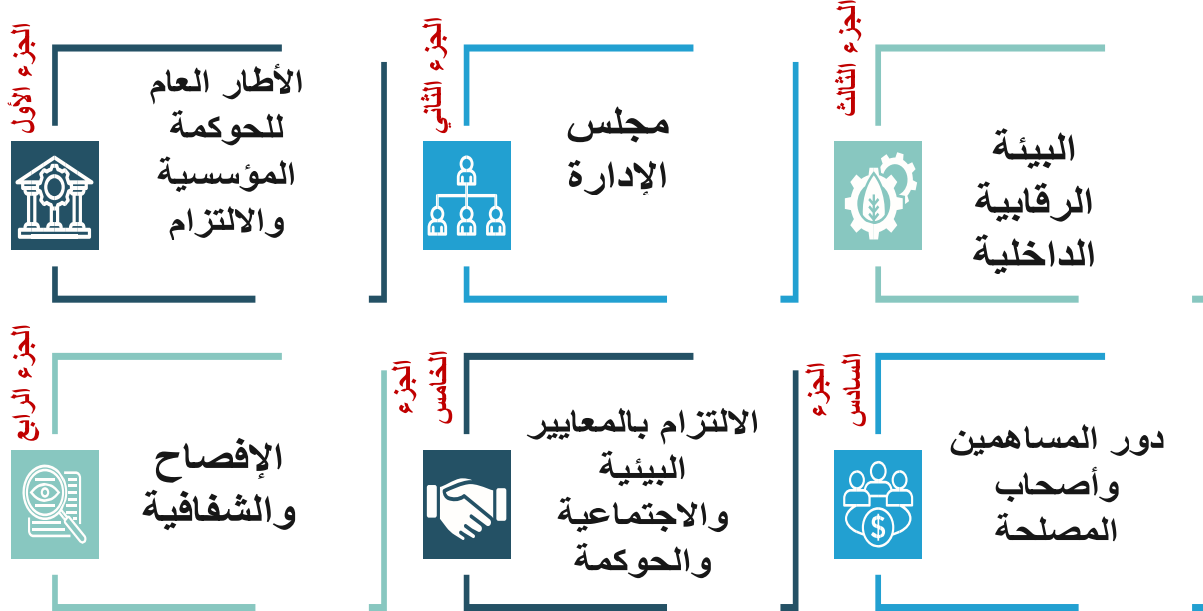 الجزء الأول
الأطار العام
للحوكمة
المؤسسية
والالتزام
الجزء الثاني
مجلس
الإدارة
الجزء الثالث
البيئة
الرقابية
الداخلية
الجزء الرابع
الإفصاح
والشفافية
الجزء
الخامس
الالتزام بالمعايير
البيئية
والاجتماعية
والحوكمة
الجزء
السادس
دور المساهمين
وأصحاب
المصلحة
$